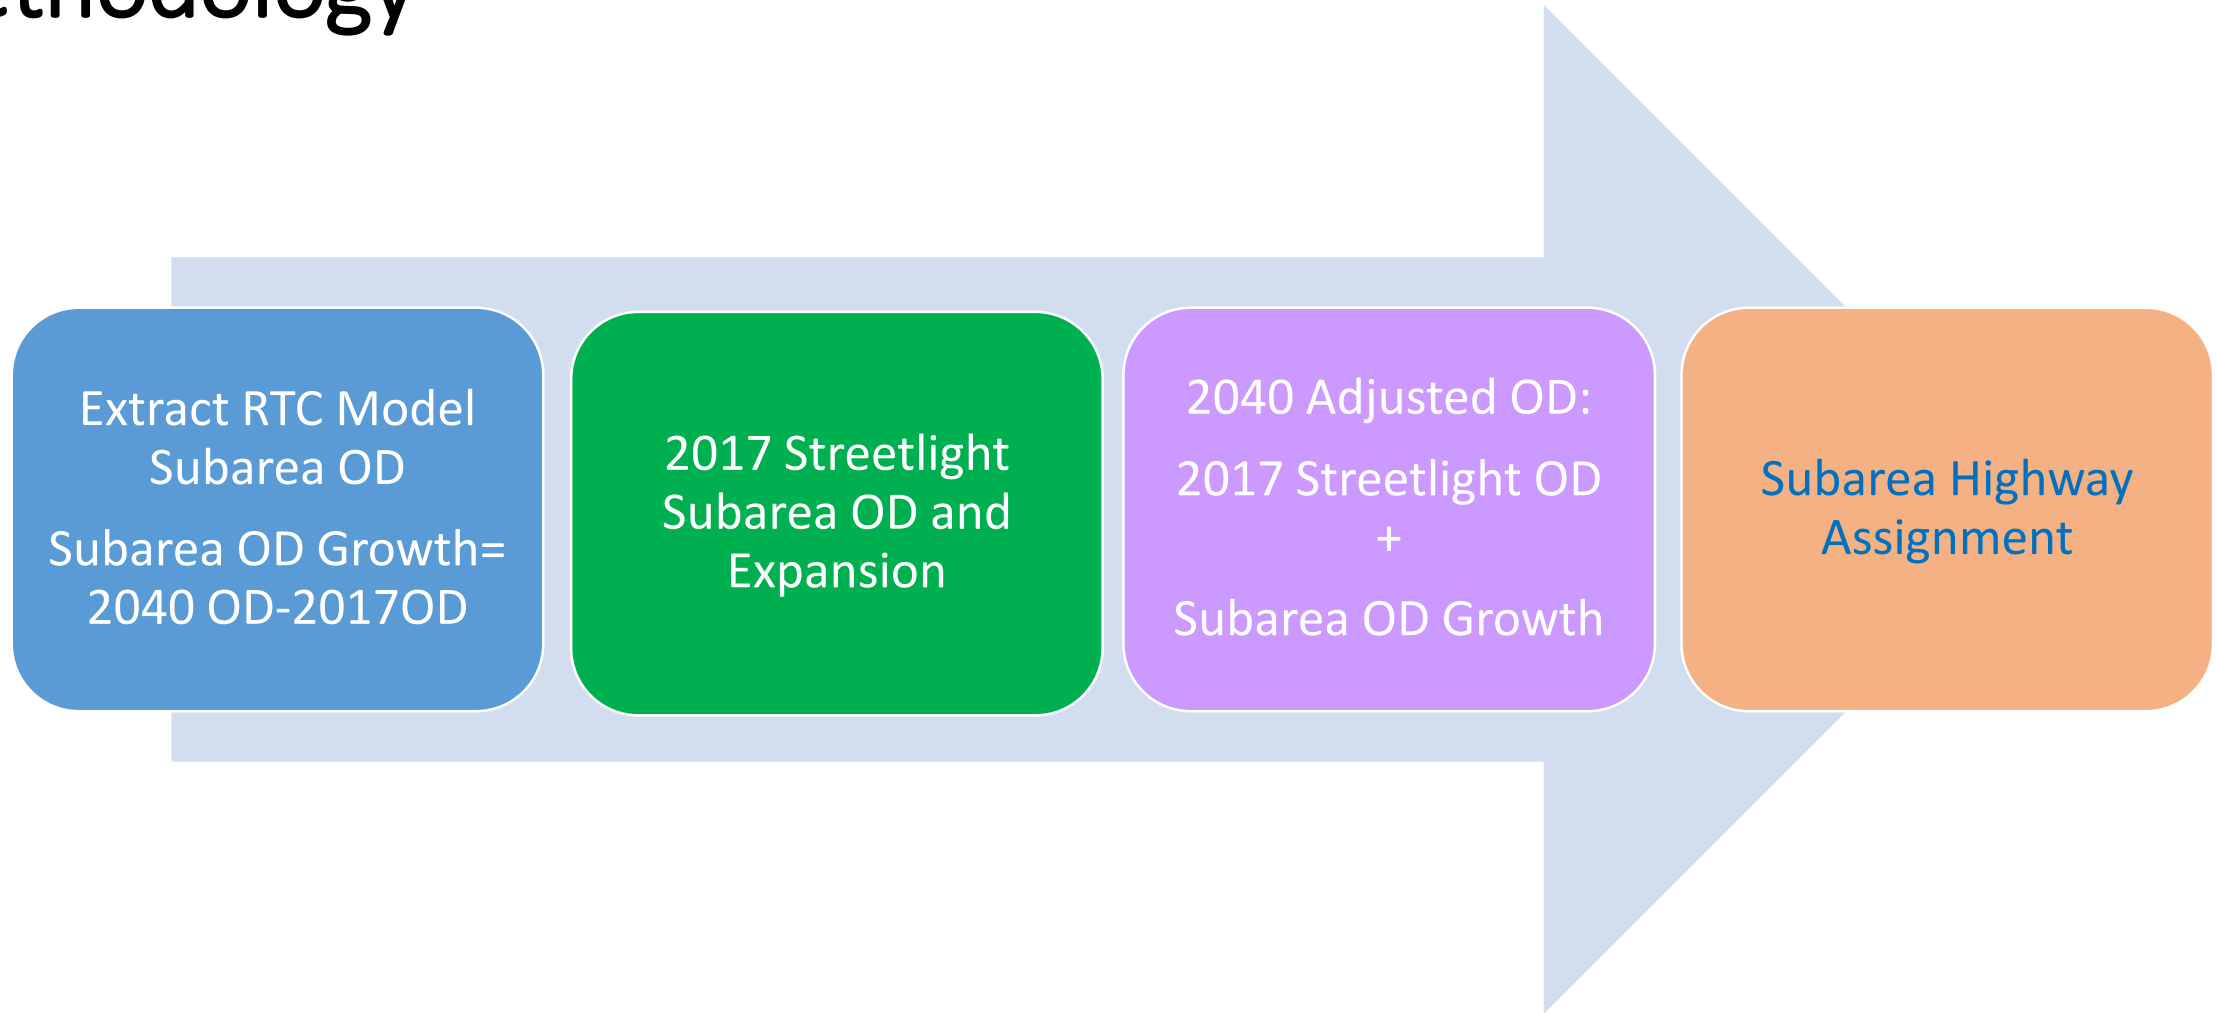 thodology
Extract RTC Model
Subarea OD
Subarea OD Growth=
2040 OD-2017OD
2017 Streetlight
Subarea OD and
Expansion
2040 Adjusted OD:
2017 Streetlight OD
+
Subarea OD Growth
Subarea Highway
Assignment